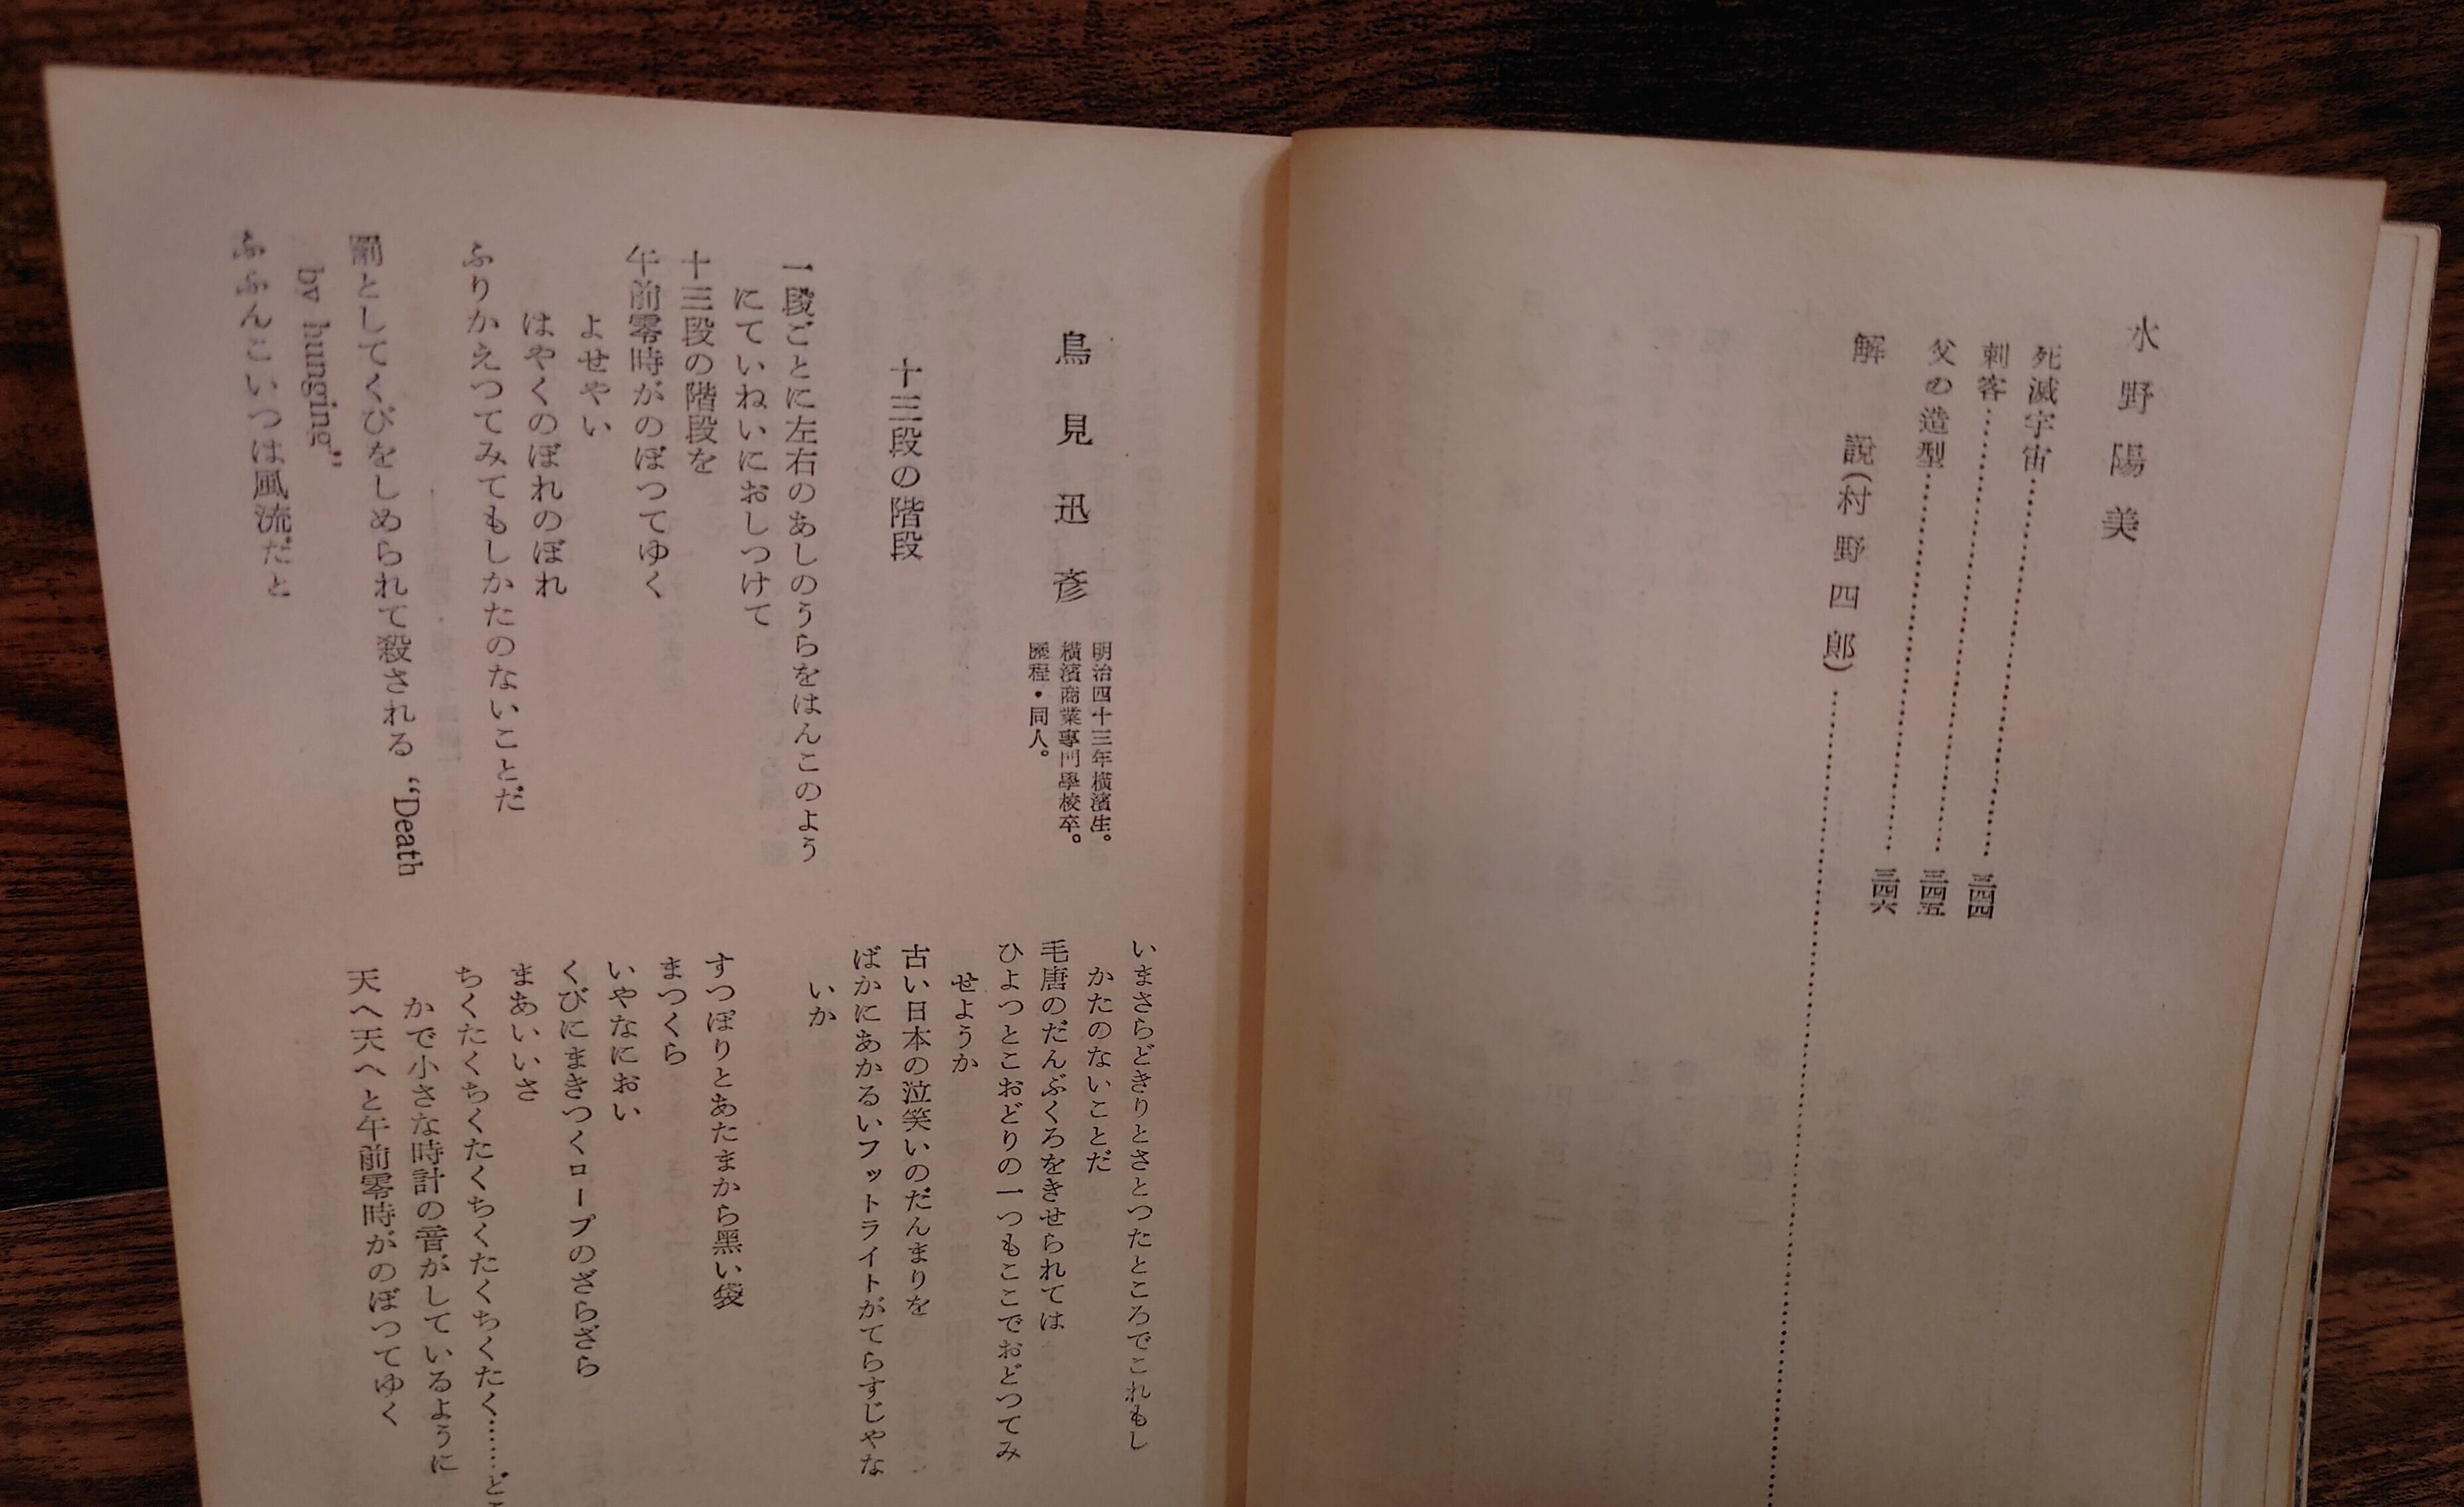 水野陽美
死滅宇宙……………………三四四
刺客……………………三四五
父の造型……………………三四六
解　説(村野四郎)……………………
鳥見迅彦
明治四十三年横濱生。
横濱商業專門學校卒。
歷程・同人。
十三段の階段
一段ごとに左右のあしのうらをはんこのよう
にていねいにおしつけて
十三段の階段を
午前零時がのぼつてゆく
よせやい
はやくのぼれのぼれ
ふりかえつてみてもしかたのないことだ
罰としてくびをしめられて殺される “Death
by hunging”
ふふんこいつは風流だと
いまさらどきりとさとつたところでこれもし
かたのないことだ
毛唐のだんぶくろをきせられては
ひよつとこおどりの一つもここでおどつてみ
せようか
古い日本の泣笑いのだんまりを
ばかにあかるいフットライトがてらすじやな
いか
すつぽりとあたまから黑い袋
まつくら
いやなにおい
くびにまきつくロープのざらざら
まあいいさ
ちくたくちくたくちくたくちくたく……どこ
かで小さな時計の音がしているように
天へ天へと午前零時がのぼつてゆく